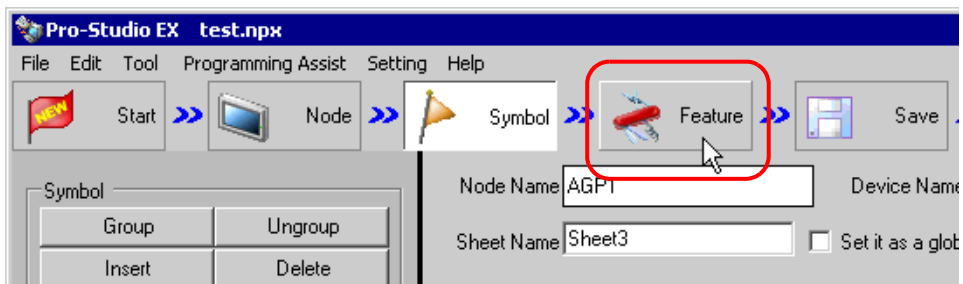 Pro-Studio EX test.npx
File Edit Tool Programming Assist Setting Help
NEW Start Node Symbol Feature Save
Symbol Node Name AGP1 Device Name
Group Ungroup
Sheet Name Sheet3 Set it as a glob
Insert Delete